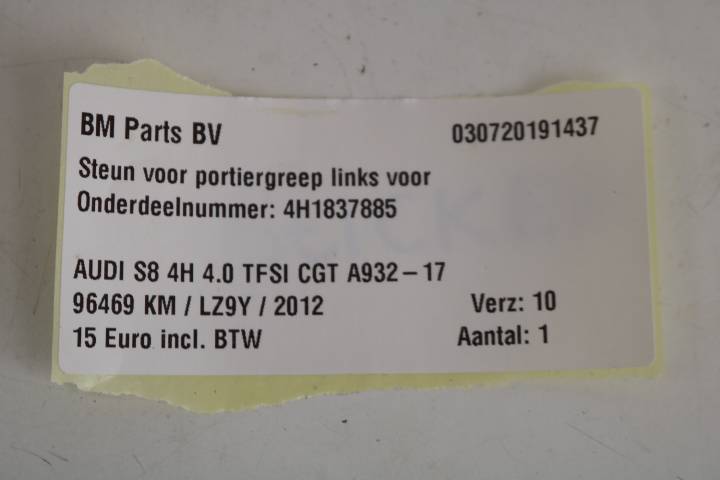 BM Parts BV 030720191437
Steun voor portiergreep links voor
Onderdeelnummer: 4H1837885
AUDI S8 4H 4.0 TFSI CGT A932-17
96469 KM / LZ9Y / 2012 Verz: 10
15 Euro incl. BTW Aantal: 1